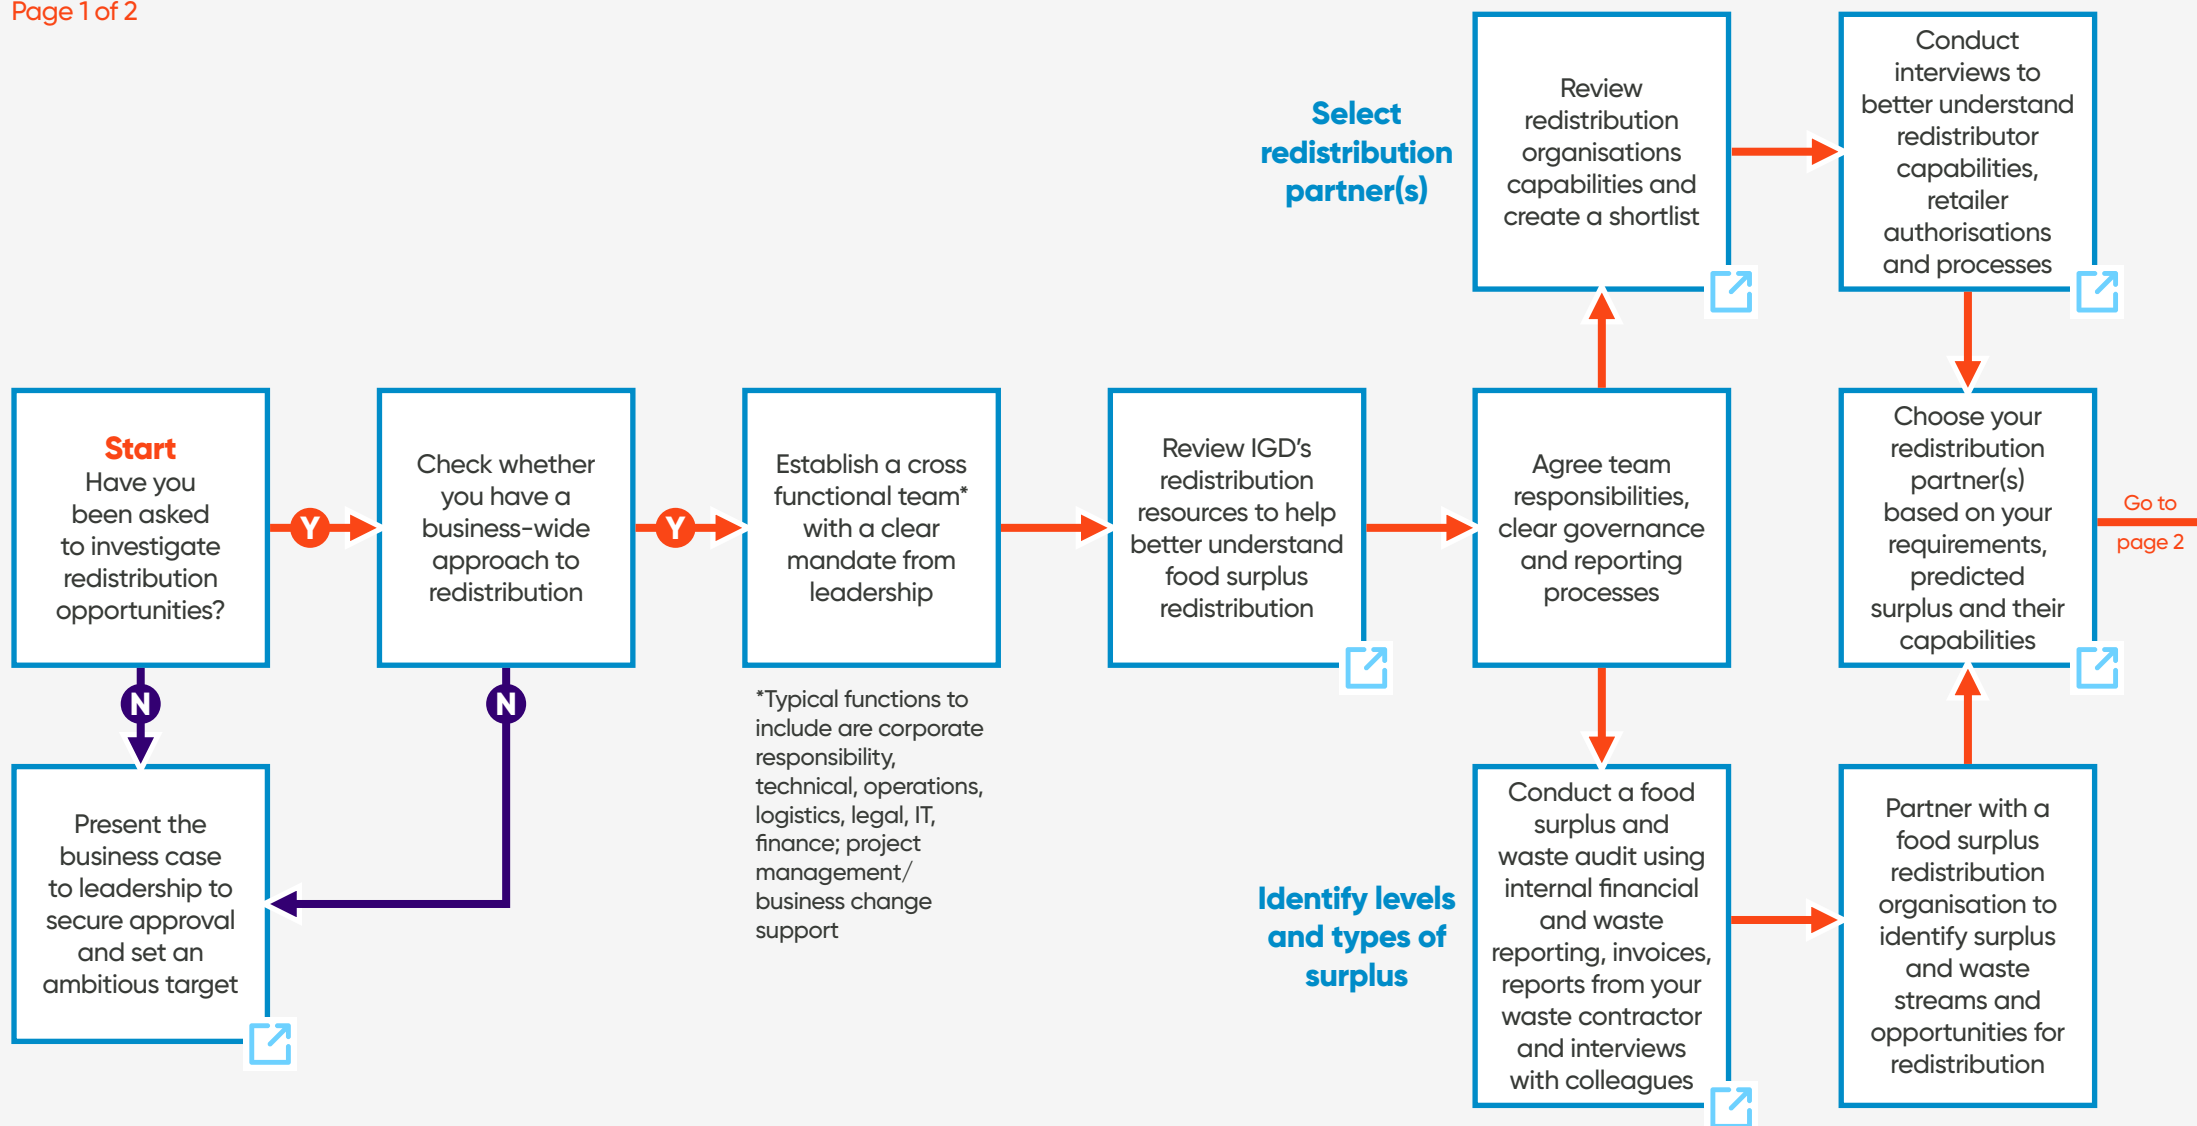 Page 1 of 2
Select
redistribution
partner(s)
Review
redistribution
organisations
capabilities and
create a shortlist
Conduct
interviews to
better understand
redistributor
capabilities,
retailer
authorisations
and processes
Start
Have you
been asked
to investigate
redistribution
opportunities?
Y
Check whether
you have a
business-wide
approach to
redistribution
Y
Establish a cross
functional team*
with a clear
mandate from
leadership
Review IGD's
redistribution
resources to help
better understand
food surplus
redistribution
Agree team
responsibilities,
clear governance
and reporting
processes
Choose your
redistribution
partner(s)
based on your
requirements,
predicted
surplus and their
capabilities
Go to
page 2
N
N
*Typical functions to
include are corporate
responsibility,
technical, operations,
logistics, legal, IT,
finance; project
management/
business change
support
Present the
business case
to leadership to
secure approval
and set an
ambitious target
Identify levels
and types of
surplus
Conduct a food
surplus and
waste audit using
internal financial
and waste
reporting, invoices,
reports from your
waste contractor
and interviews
with colleagues
Partner with a
food surplus
redistribution
organisation to
identify surplus
and waste
streams and
opportunities for
redistribution